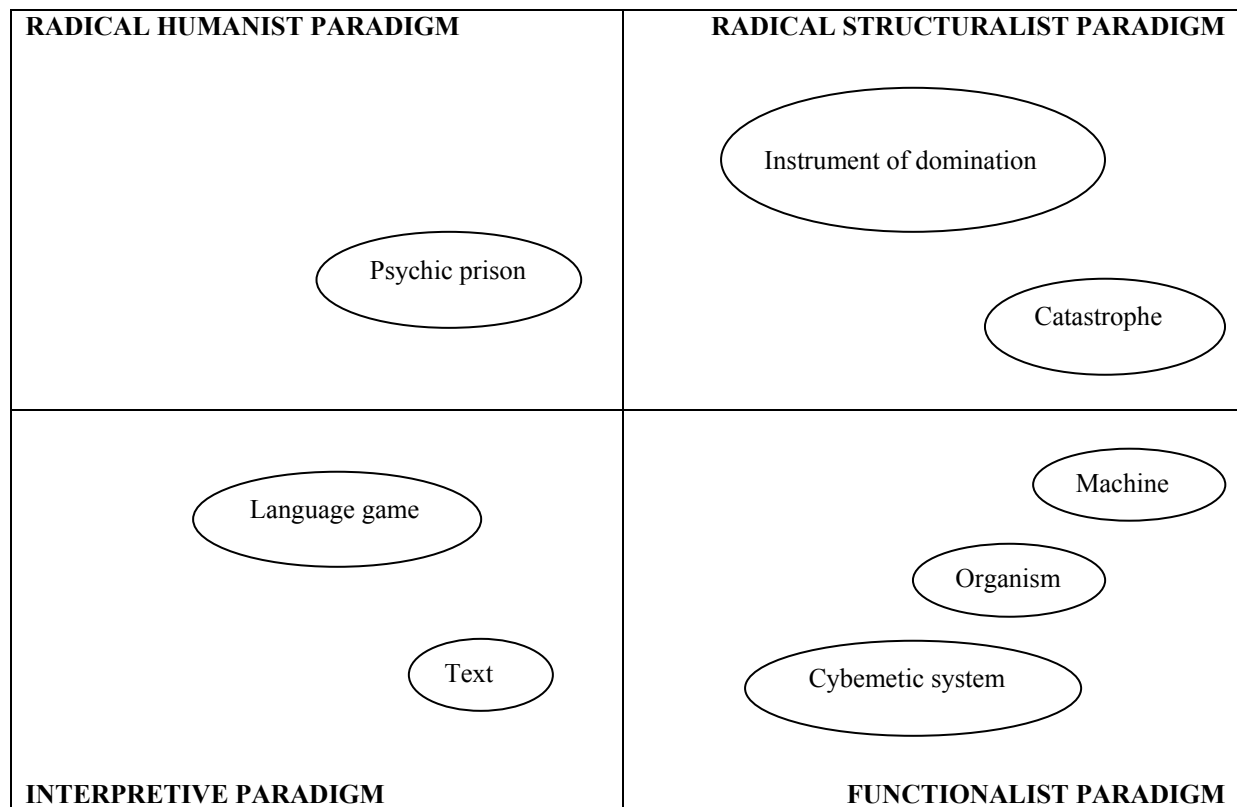 RADICAL HUMANIST PARADIGM
RADICAL STRUCTURALIST PARADIGM
Instrument of domination
Psychic prison
Catastrophe
Language game
Machine
Organism
Text
Cybemetic system
INTERPRETIVE PARADIGM
FUNCTIONALIST PARADIGM